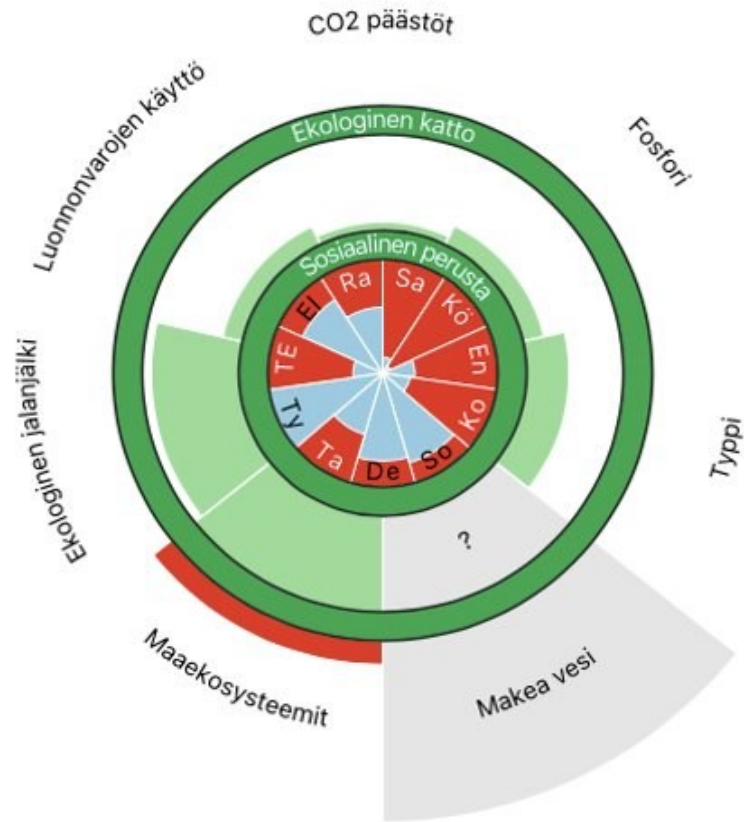 CO2 päästöt
Fosfori
Typpi
Makea vesi
Maaekosysteemit
Ekologinen jalanjälki
Luonnonvarojen käyttö
Ekologinen katto
Sosiaalinen perusta
Sa
Kö
En
Ko
So
De
Ta
Ty
TE
El
Ra
?